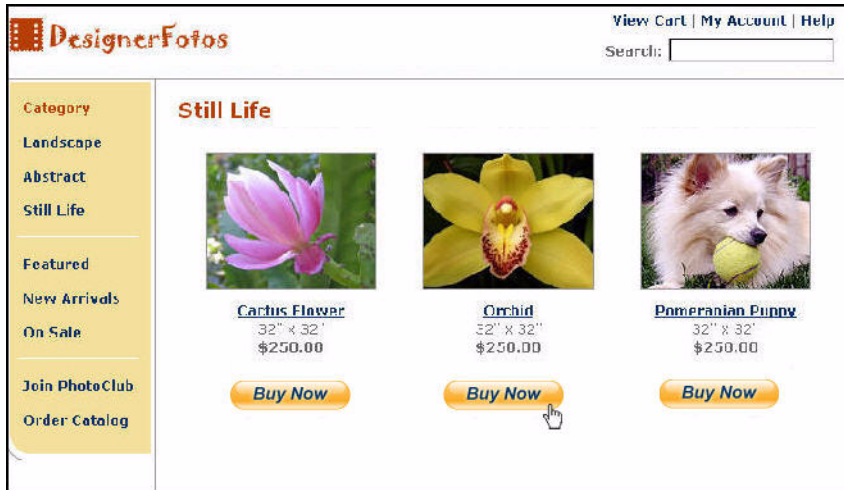 DesignerFotos
View Cart | My Account | Help
Search:
Category
Landscape
Abstract
Still Life
Featured
New Arrivals
On Sale
Join PhotoClub
Order Catalog
Still Life
Cactus Flower
32" x 32"
$250.00
Buy Now
Orchid
32" x 32"
$250.00
Buy Now
Pomeranian Puppy
32" x 32"
$250.00
Buy Now